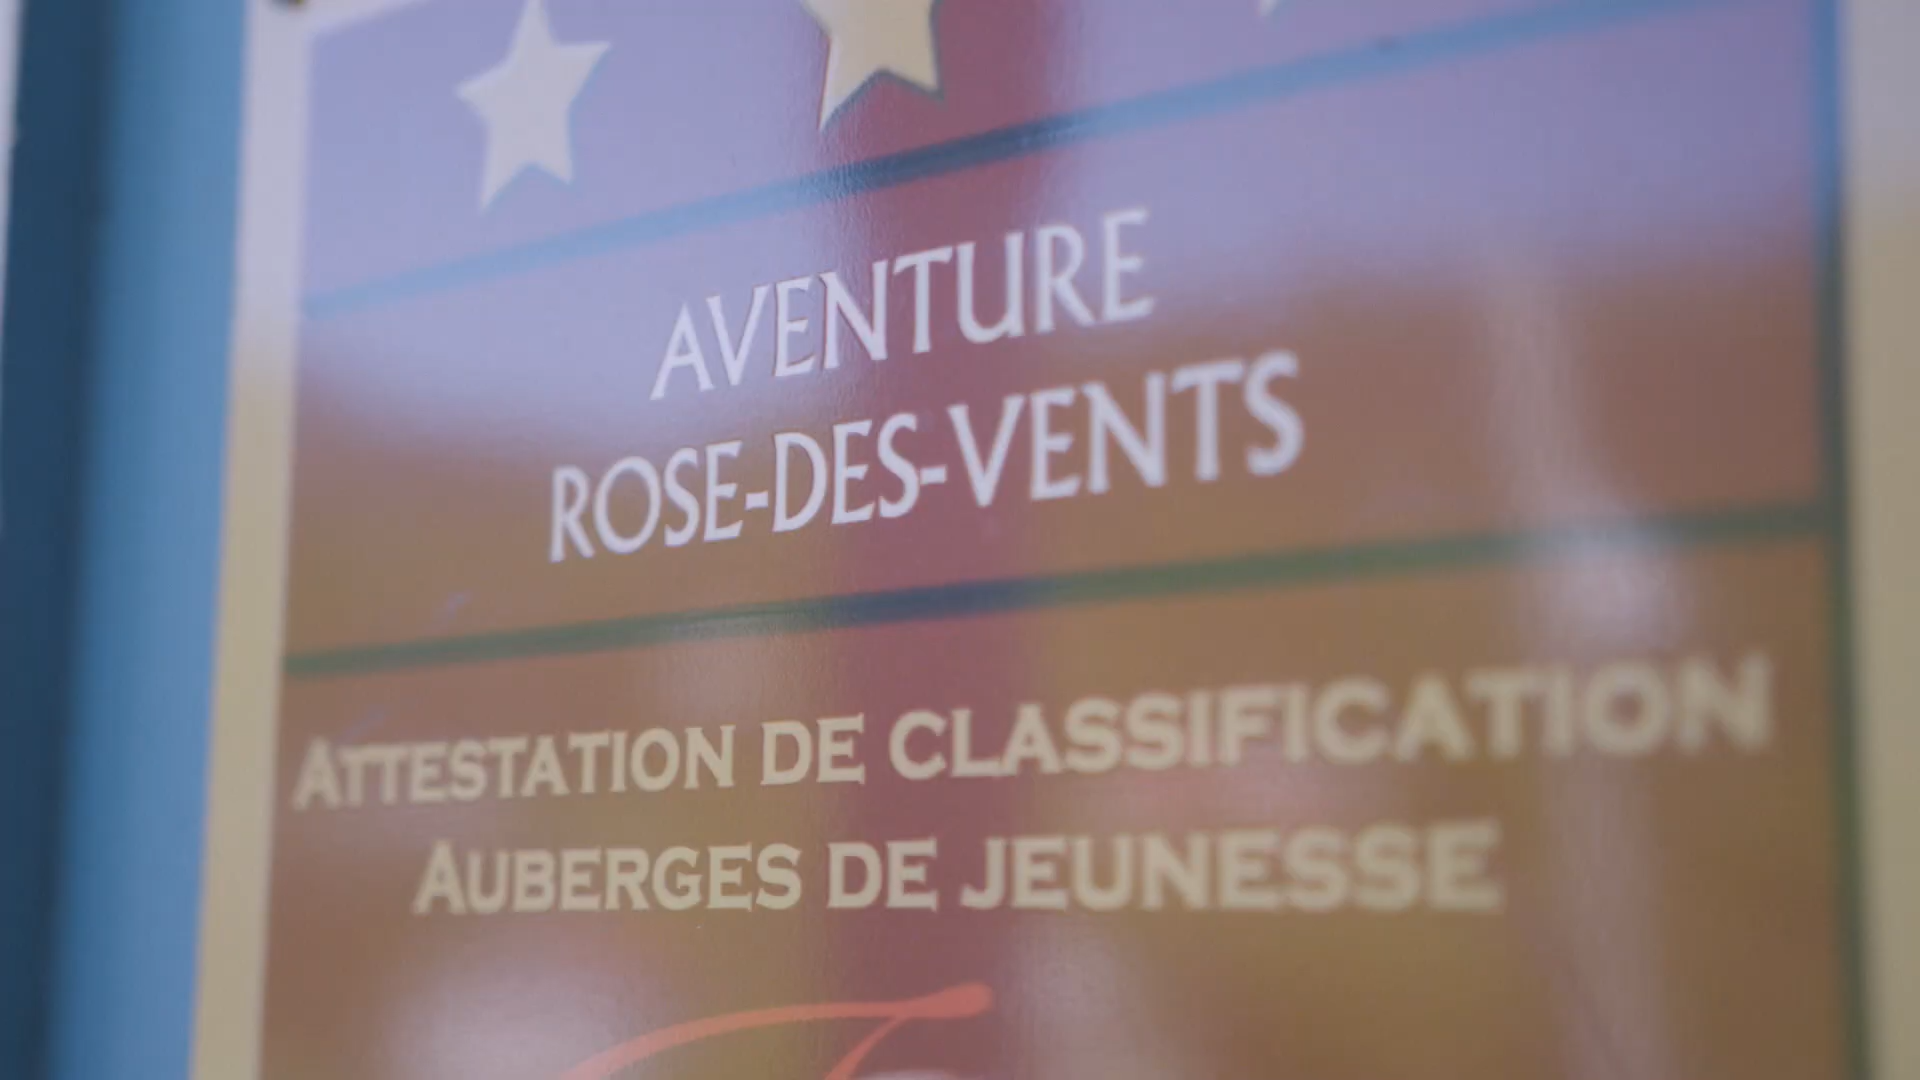 AVENTURE
ROSE-DES-VENTS
ATTESTATION DE CLASSIFICATION
AUBERGES DE JEUNESSE